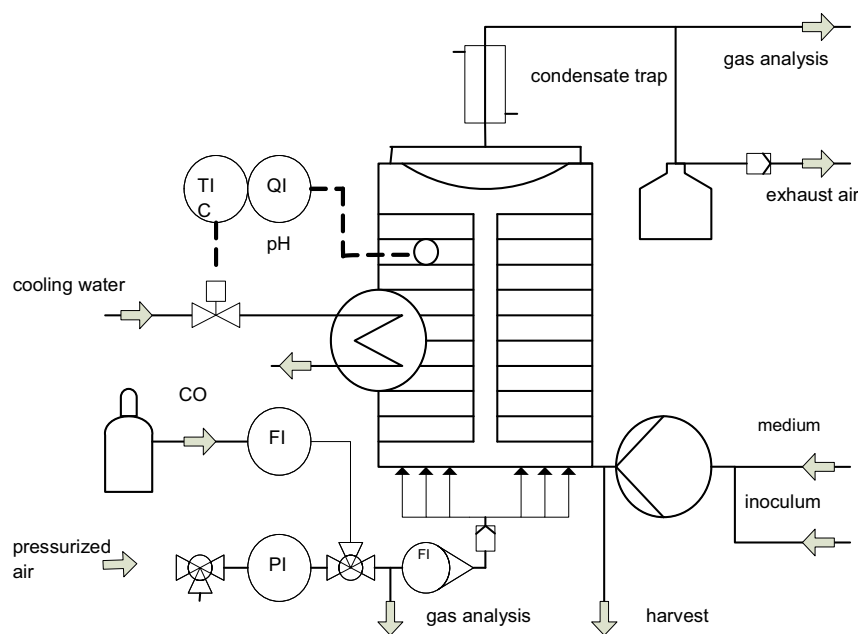 gas analysis
condensate trap
TI
C
QI
exhaust air
pH
cooling water
CO
FI
medium
inoculum
pressurized
air
PI
FI
gas analysis
harvest